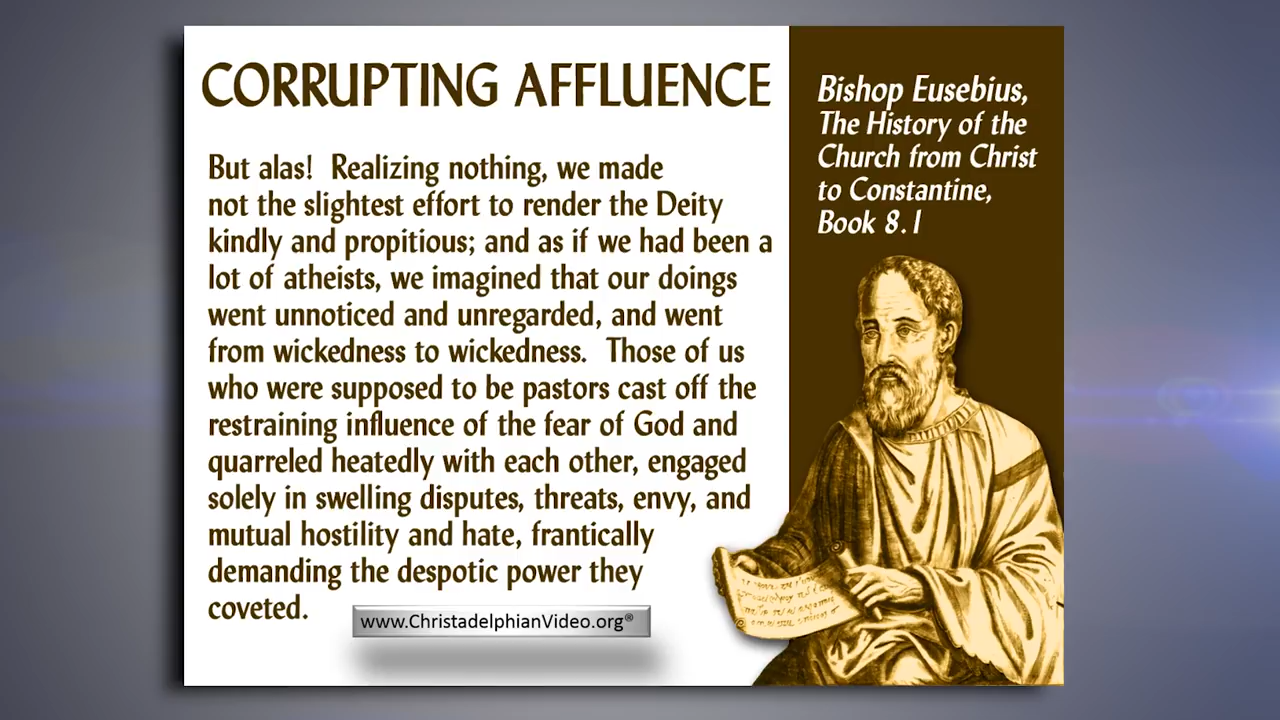 CORRUPTING AFFLUENCE
But alas! Realizing nothing, we made
not the slightest effort to render the Deity
kindly and propitious; and as if we had been a
lot of atheists, we imagined that our doings
went unnoticed and unregarded, and went
from wickedness to wickedness. Those of us
who were supposed to be pastors cast off the
restraining influence of the fear of God and
quarreled heatedly with each other, engaged
solely in swelling disputes, threats, envy, and
mutual hostility and hate, frantically
demanding the despotic power they
coveted.
www.ChristadelphianVideo.org®
Bishop Eusebius,
The History of the
Church from Christ
to Constantine,
Book 8.1